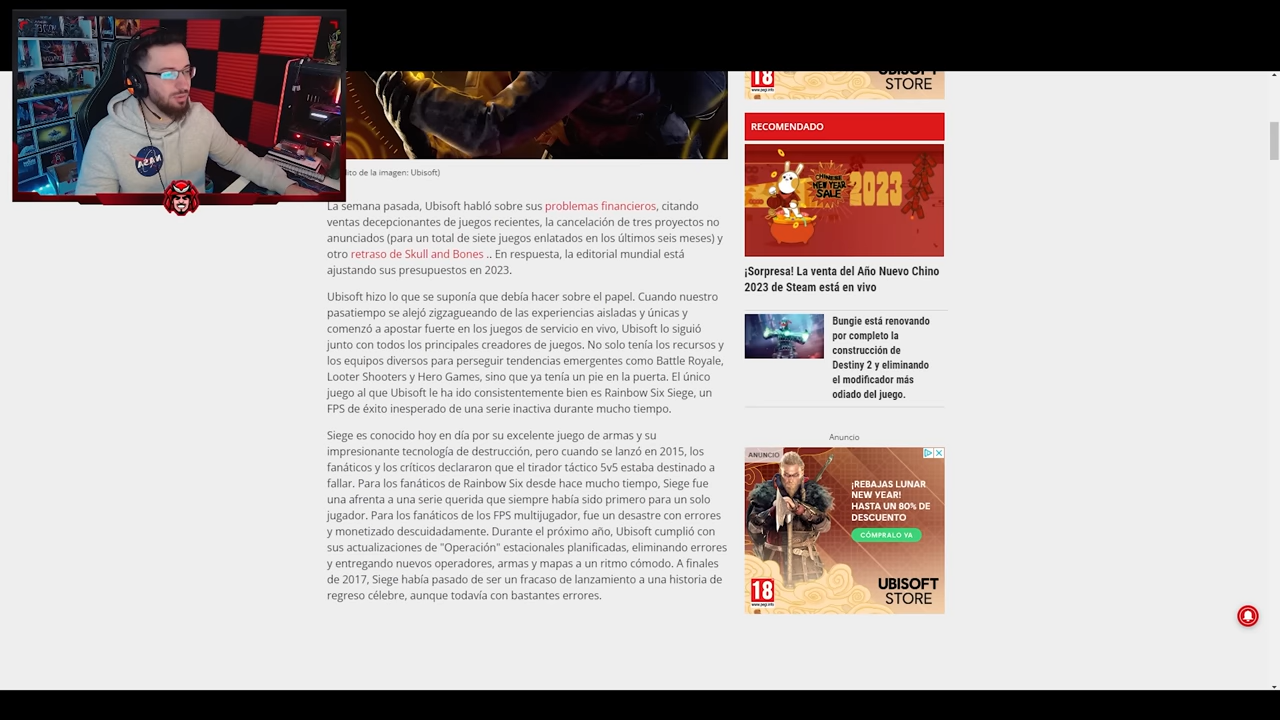 NASA
dito de la imagen: Ubisoft)
La semana pasada, Ubisoft habló sobre sus problemas financieros, citando
ventas decepcionantes de juegos recientes, la cancelación de tres proyectos no
anunciados (para un total de siete juegos enlatados en los últimos seis meses) y
otro retraso de Skull and Bones .. En respuesta, la editorial mundial está
ajustando sus presupuestos en 2023.
Ubisoft hizo lo que se suponía que debía hacer sobre el papel. Cuando nuestro
pasatiempo se alejó zigzagueando de las experiencias aisladas y únicas y
comenzó a apostar fuerte en los juegos de servicio en vivo, Ubisoft lo siguió
junto con todos los principales creadores de juegos. No solo tenía los recursos y
los equipos diversos para perseguir tendencias emergentes como Battle Royale,
Looter Shooters y Hero Games, sino que ya tenía un pie en la puerta. El único
juego al que Ubisoft le ha ido consistentemente bien es Rainbow Six Siege, un
FPS de éxito inesperado de una serie inactiva durante mucho tiempo.
Siege es conocido hoy en día por su excelente juego de armas y su
impresionante tecnología de destrucción, pero cuando se lanzó en 2015, los
fanáticos y los críticos declararon que el tirador táctico 5v5 estaba destinado a
fallar. Para los fanáticos de Rainbow Six desde hace mucho tiempo, Siege fue
una afrenta a una serie querida que siempre había sido primero para un solo
jugador. Para los fanáticos de los FPS multijugador, fue un desastre con errores
y monetizado descuidadamente. Durante el próximo año, Ubisoft cumplió con
sus actualizaciones de "Operación" estacionales planificadas, eliminando errores
y entregando nuevos operadores, armas y mapas a un ritmo cómodo. A finales
de 2017, Siege había pasado de ser un fracaso de lanzamiento a una historia de
regreso célebre, aunque todavía con bastantes errores.
18
www.pegi.info
UBISOFT
STORE
RECOMENDADO
CHINESE
NEW YEAR
SALE
2023
¡Sorpresa! La venta del Año Nuevo Chino
2023 de Steam está en vivo
Bungie está renovando
por completo la
construcción de
Destiny 2 y eliminando
el modificador más
odiado del juego.
Anuncio
ANUNCIO
¡REBAJAS LUNAR
NEW YEAR!
HASTA UN 80% DE
DESCUENTO
CÓMPRALO YA
18
www.pegi.info
UBISOFT
STORE